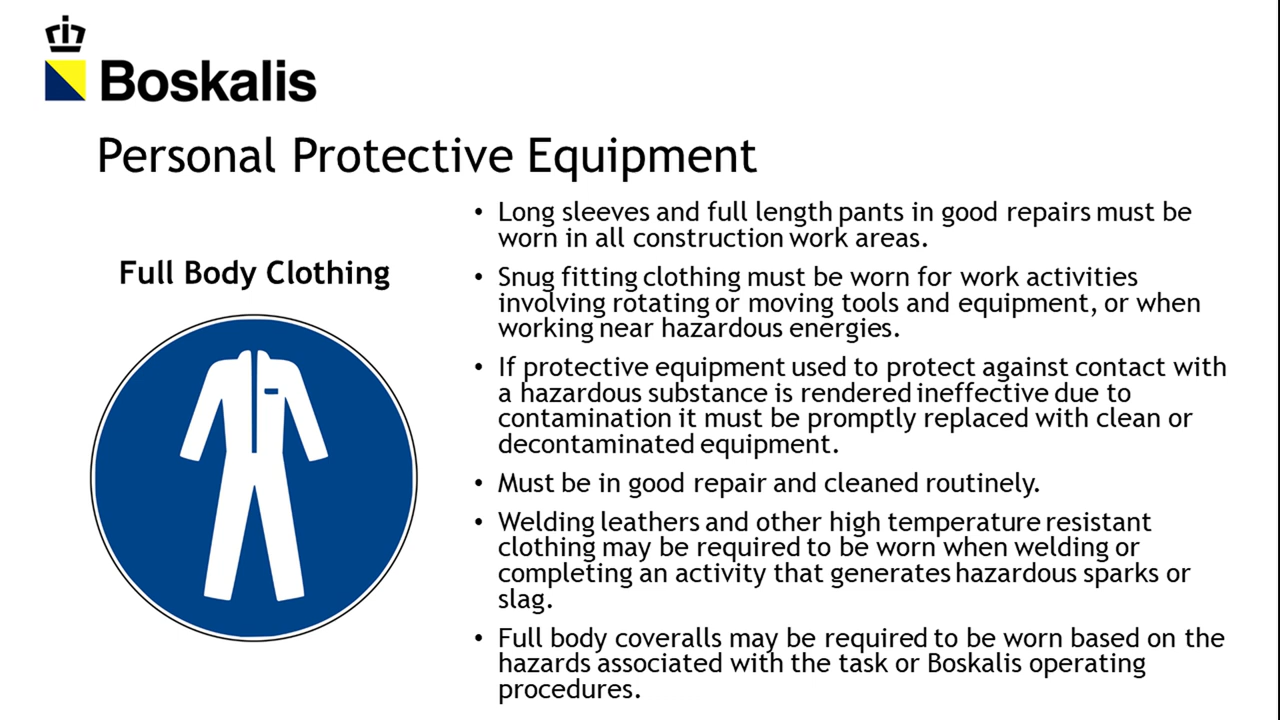 Boskalis
Personal Protective Equipment
Full Body Clothing
• Long sleeves and full length pants in good repairs must be
worn in all construction work areas.
• Snug fitting clothing must be worn for work activities
involving rotating or moving tools and equipment, or when
working near hazardous energies.
• If protective equipment used to protect against contact with
a hazardous substance is rendered ineffective due to
contamination it must be promptly replaced with clean or
decontaminated equipment.
• Must be in good repair and cleaned routinely.
• Welding leathers and other high temperature resistant
clothing may be required to be worn when welding or
completing an activity that generates hazardous sparks or
slag.
• Full body coveralls may be required to be worn based on the
hazards associated with the task or Boskalis operating
procedures.